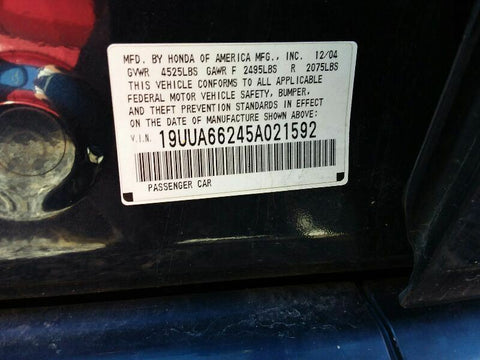 MFD. BY HONDA OF AMERICA MFG., INC. 12/04
GVWR 4525LBS GAWR F 2495LBS R 2075LBS
THIS VEHICLE CONFORMS TO ALL APPLICABLE
FEDERAL MOTOR VEHICLE SAFETY, BUMPER,
AND THEFT PREVENTION STANDARDS IN EFFECT
ON THE DATE OF MANUFACTURE SHOWN ABOVE:
V.I.N. 19UUA66245A021592
PASSENGER CAR